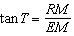 tan T = RM/EM